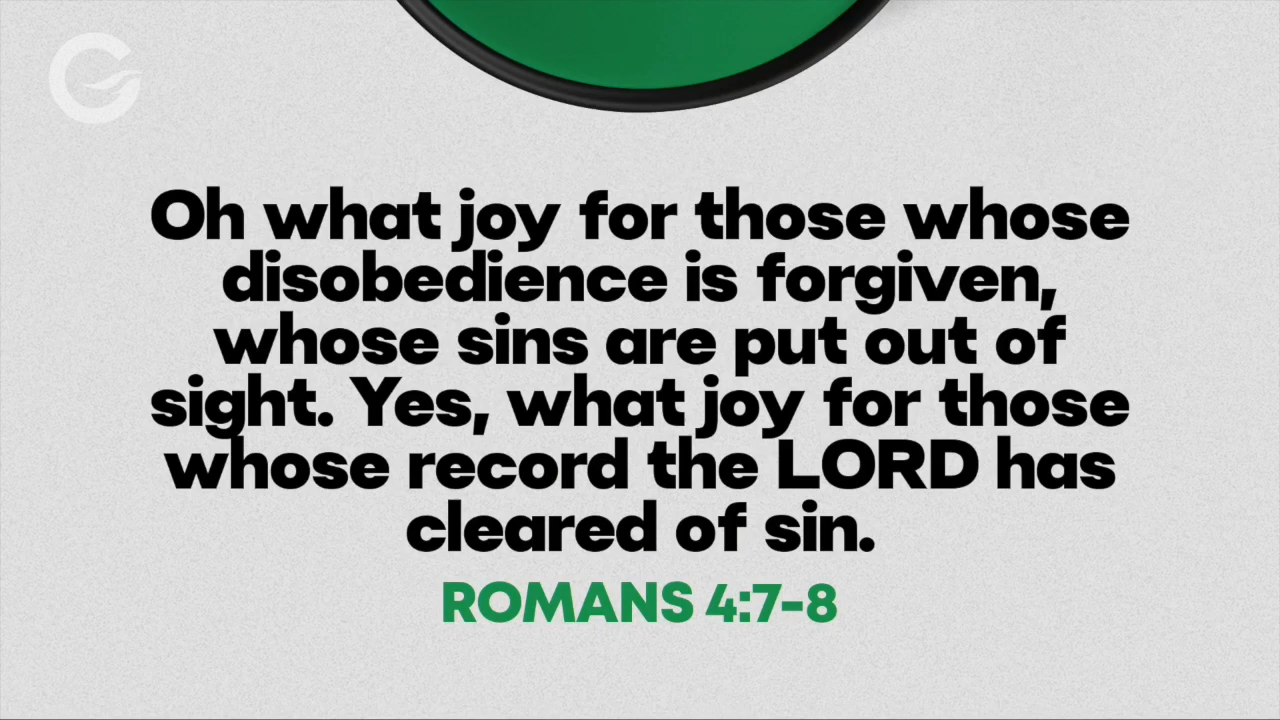 Oh what joy for those whose
disobedience is forgiven,
whose sins are put out of
sight. Yes, what joy for those
whose record the LORD has
cleared of sin.
ROMANS 4:7-8